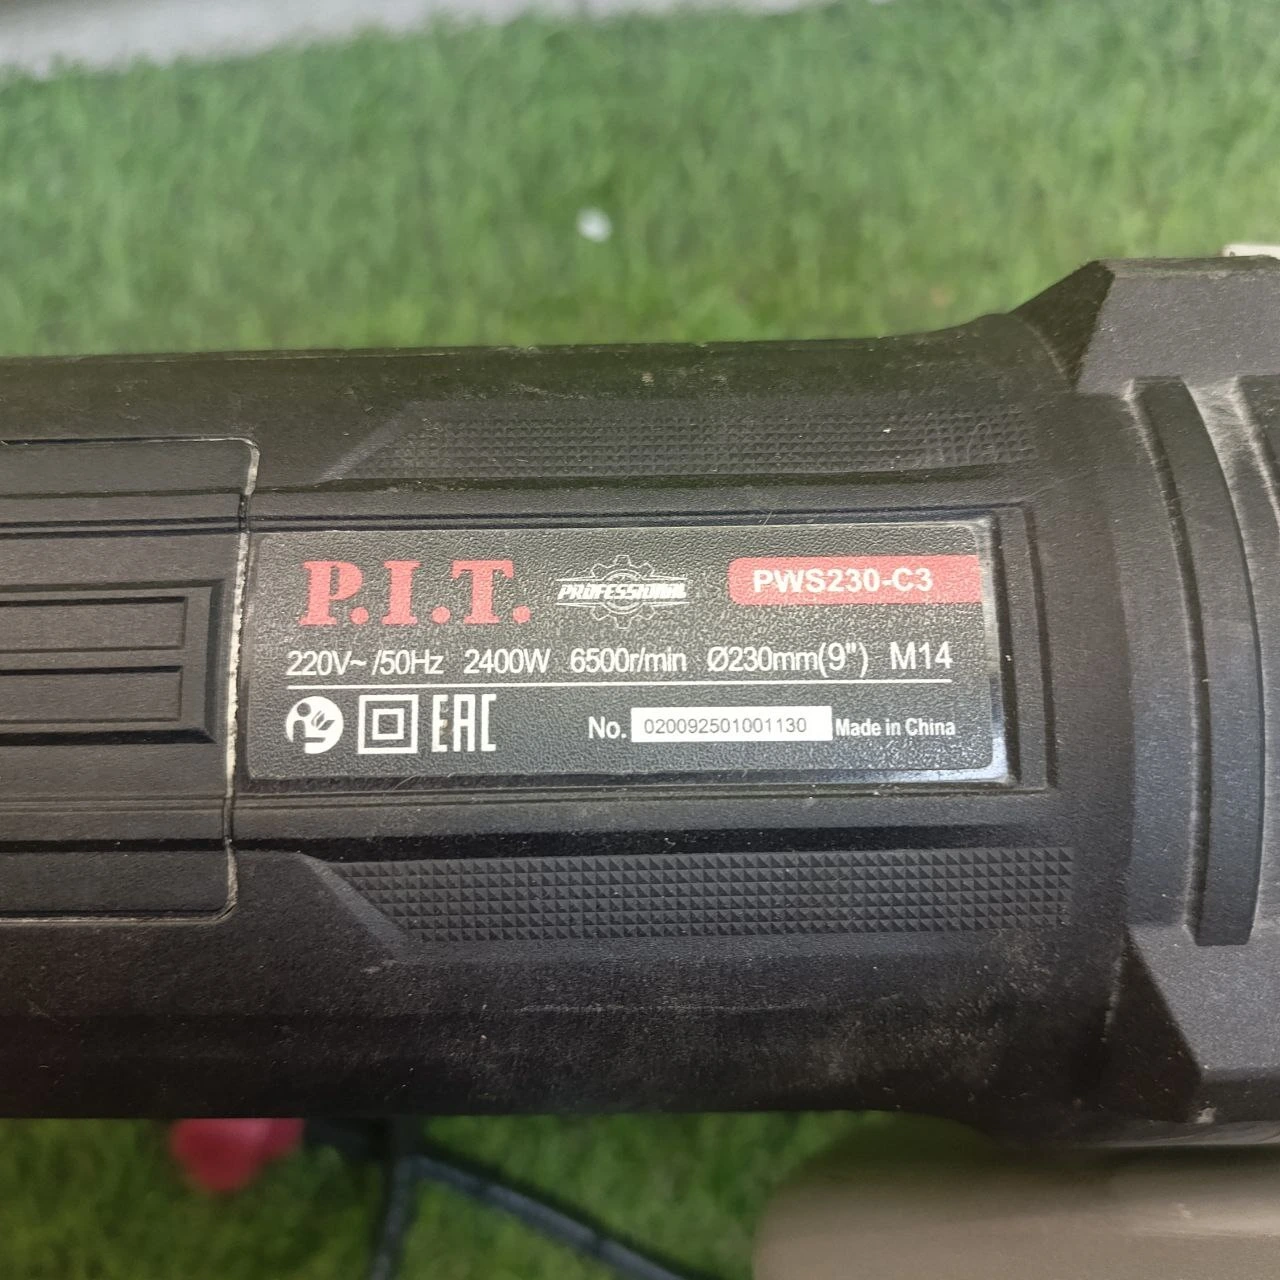 P.I.T. PROFESSIONAL PWS230-C3
220V~ /50Hz 2400W 6500r/min Ø230mm(9") M14
EAC No. 020092501001130 Made in China